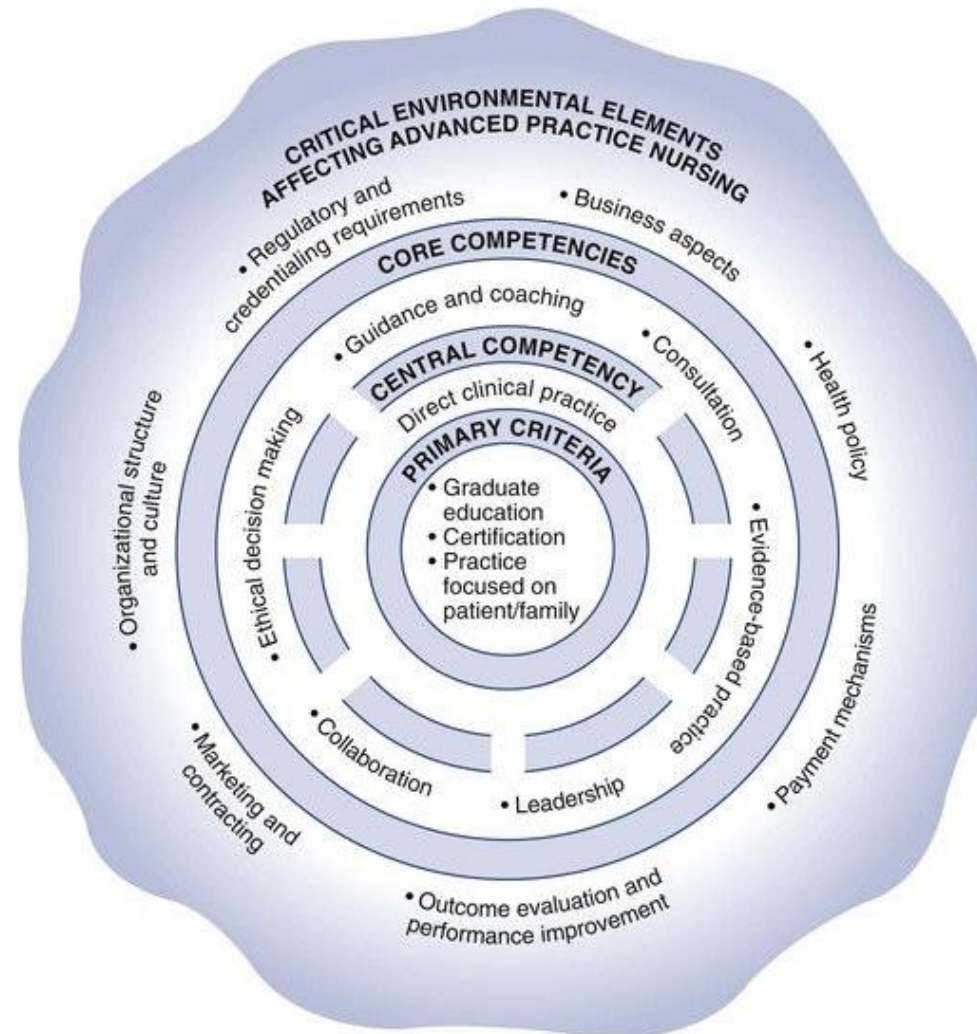 CRITICAL ENVIRONMENTAL ELEMENTS
AFFECTING ADVANCED PRACTICE NURSING
• Regulatory and
credentialing requirements
• Business aspects
• Health policy
• Payment mechanisms
• Outcome evaluation and
performance improvement
• Marketing and
contracting
• Organizational structure
and culture
CORE COMPETENCIES
• Guidance and coaching
• Consultation
• Evidence-based practice
• Leadership
• Collaboration
• Ethical decision making
CENTRAL COMPETENCY
Direct clinical practice
PRIMARY CRITERIA
• Graduate
education
• Certification
• Practice
focused on
patient/family